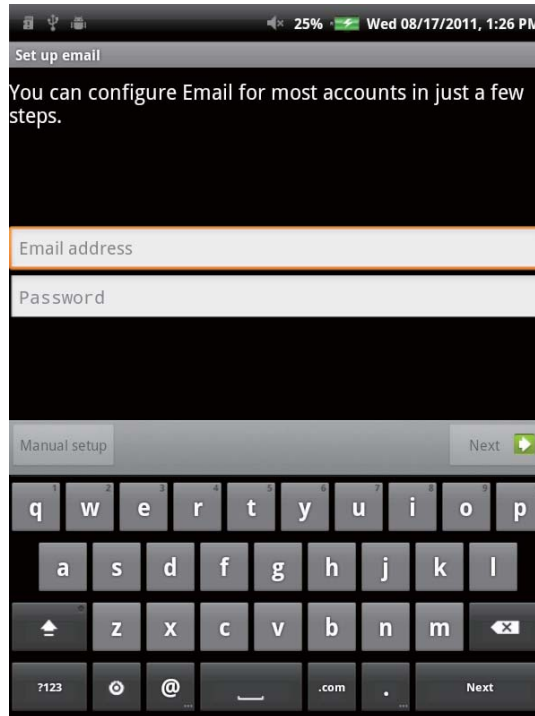 25% Wed 08/17/2011, 1:26 PM
Set up email
You can configure Email for most accounts in just a few
steps.
Email address
Password
Manual setup Next
1 2 3 4 5 6 7 8 9
q w e r t y u i o p
a s d f g h j k l
z x c v b n m
?123 @ ... .com . ... Next